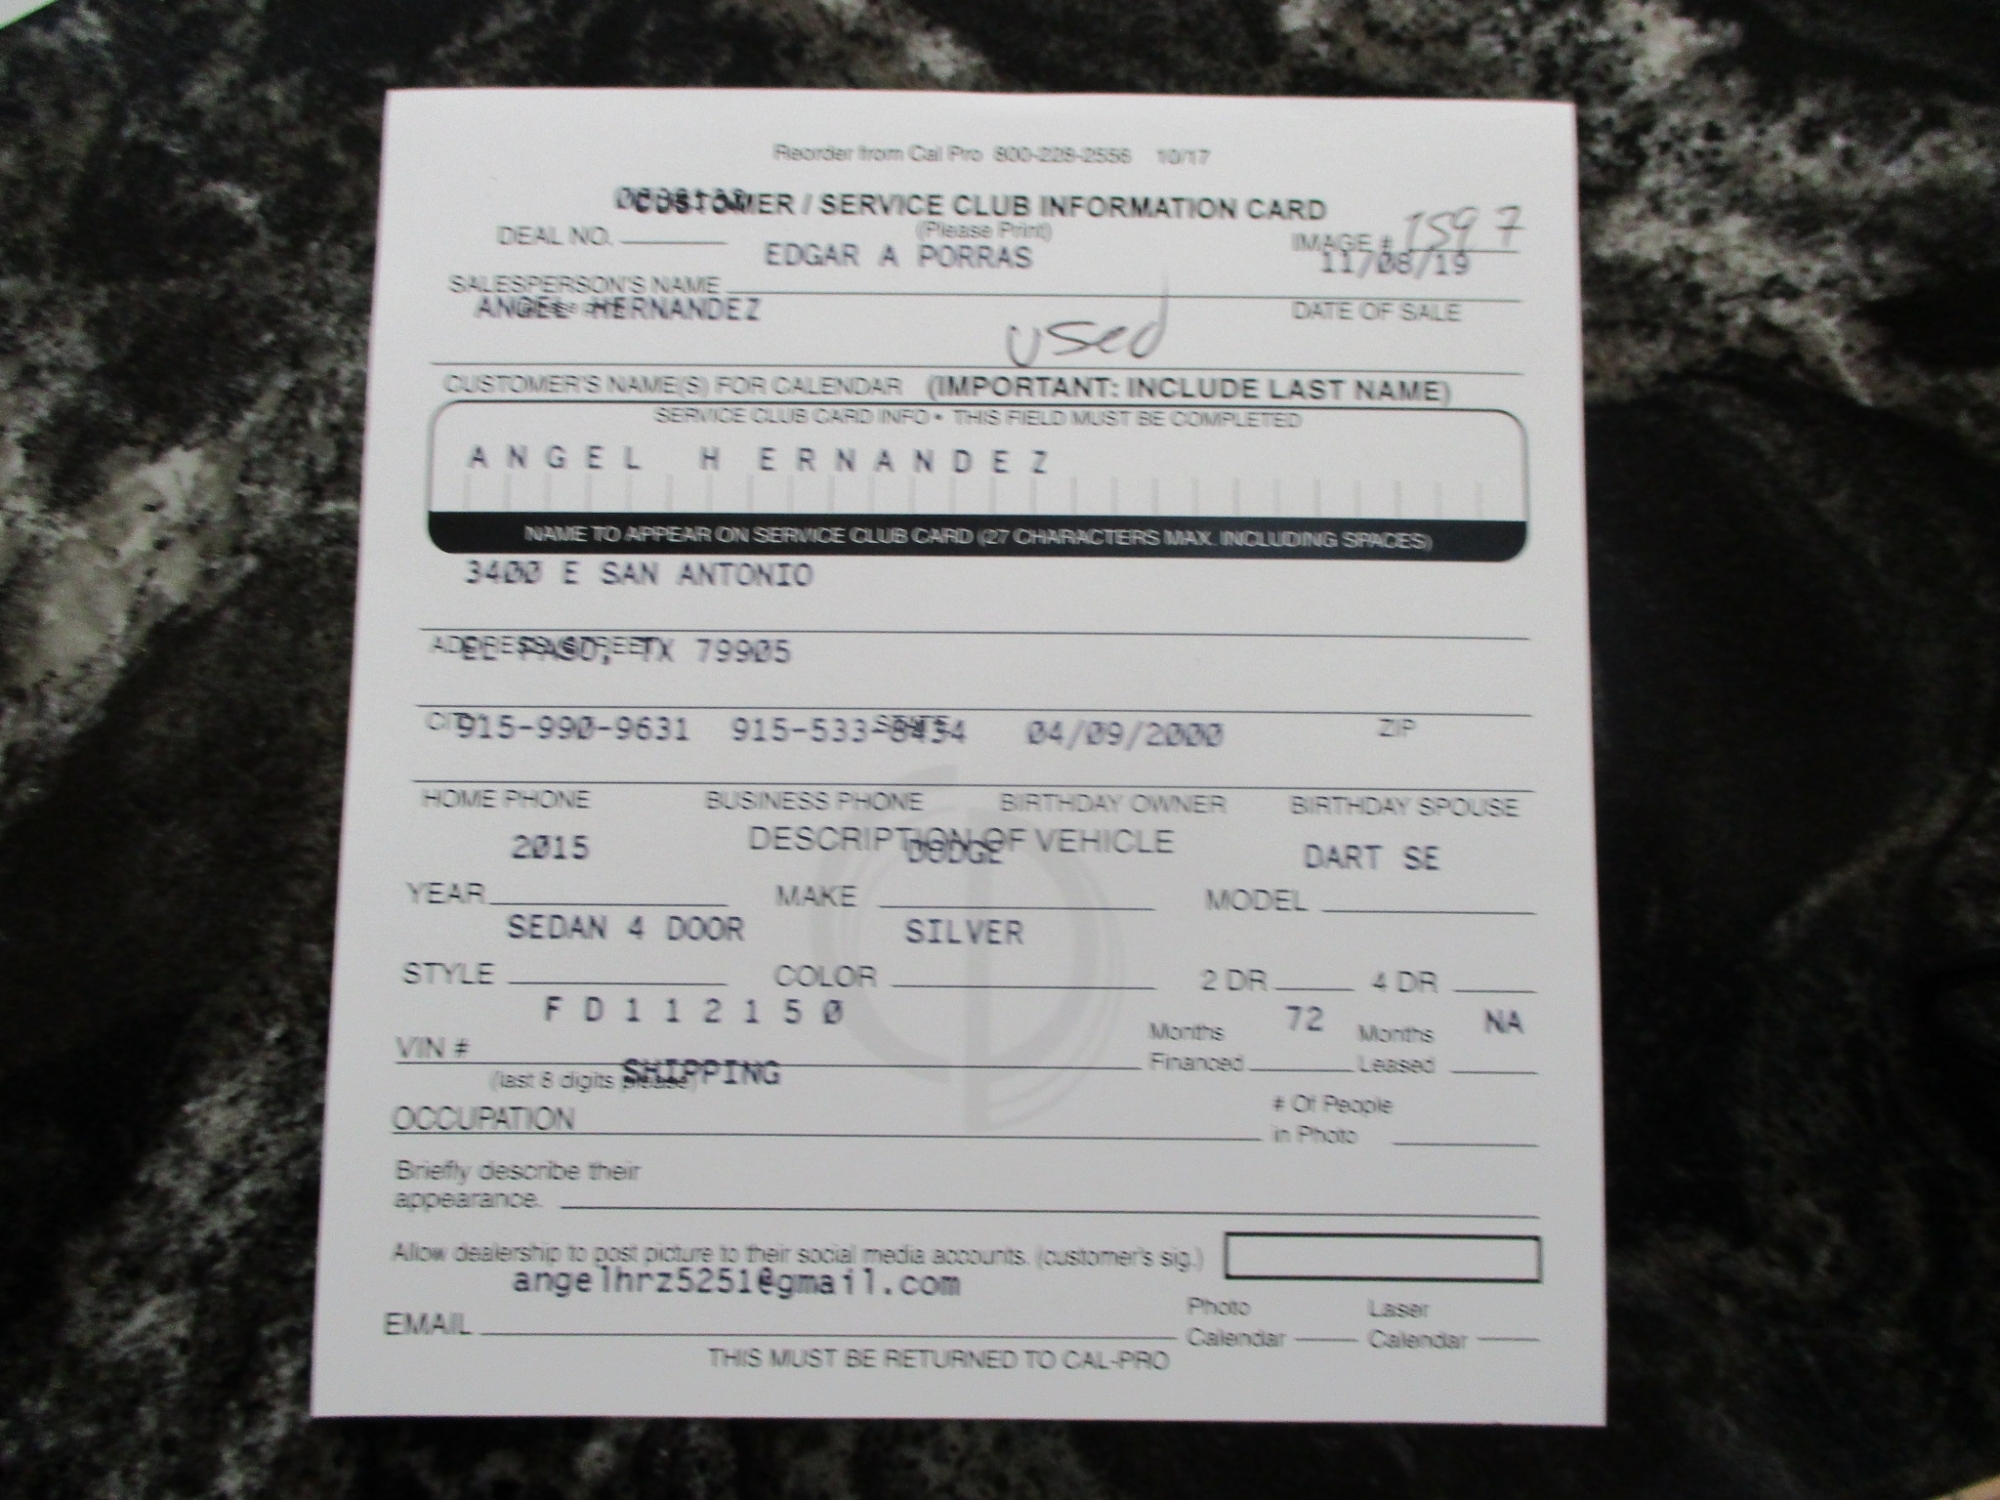 Reorder from Cal Pro 800-228-2556 10/17
CUSTOMER / SERVICE CLUB INFORMATION CARD
(Please Print)
DEAL NO. IMAGE # 1597
EDGAR A PORRAS 11/08/19
SALESPERSON'S NAME DATE OF SALE
ANGEL HERNANDEZ used
CUSTOMER'S NAME(S) FOR CALENDAR (IMPORTANT: INCLUDE LAST NAME)
SERVICE CLUB CARD INFO • THIS FIELD MUST BE COMPLETED
ANGEL HERNANDEZ
NAME TO APPEAR ON SERVICE CLUB CARD (27 CHARACTERS MAX. INCLUDING SPACES)
3400 E SAN ANTONIO
ADDRESS/STREET
EL PASO, TX 79905
CITY STATE ZIP
915-990-9631 915-533-8434 04/09/2000
HOME PHONE BUSINESS PHONE BIRTHDAY OWNER BIRTHDAY SPOUSE
DESCRIPTION OF VEHICLE
2015 DODGE DART SE
YEAR MAKE MODEL
SEDAN 4 DOOR SILVER
STYLE COLOR 2 DR 4 DR
FD112150 72 NA
VIN # Months Financed Months Leased
(last 8 digits please)
SHIPPING
OCCUPATION # Of People in Photo
Briefly describe their
appearance.
Allow dealership to post picture to their social media accounts. (customer's sig.)
angelhrz5251@gmail.com
EMAIL Photo Calendar Laser Calendar
THIS MUST BE RETURNED TO CAL-PRO